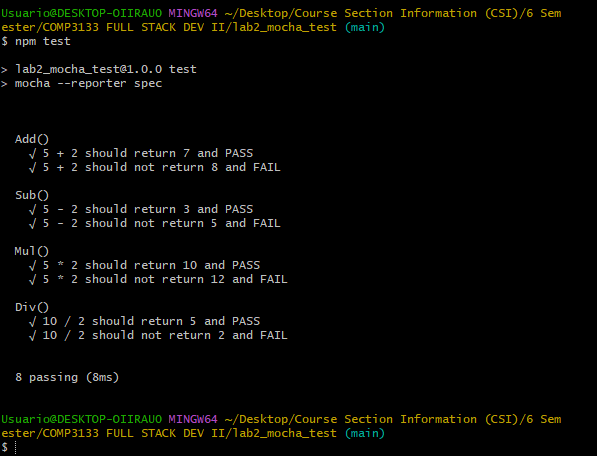 Usuario@DESKTOP-OIIRAUO MINGW64 ~/Desktop/Course Section Information (CSI)/6 Sem
ester/COMP3133 FULL STACK DEV II/lab2_mocha_test (main)
$ npm test
> lab2_mocha_test@1.0.0 test
> mocha --reporter spec
Add()
√ 5 + 2 should return 7 and PASS
√ 5 + 2 should not return 8 and FAIL
Sub()
√ 5 - 2 should return 3 and PASS
√ 5 - 2 should not return 5 and FAIL
Mul()
√ 5 * 2 should return 10 and PASS
√ 5 * 2 should not return 12 and FAIL
Div()
√ 10 / 2 should return 5 and PASS
√ 10 / 2 should not return 2 and FAIL
8 passing (8ms)
Usuario@DESKTOP-OIIRAUO MINGW64 ~/Desktop/Course Section Information (CSI)/6 Sem
ester/COMP3133 FULL STACK DEV II/lab2_mocha_test (main)
$